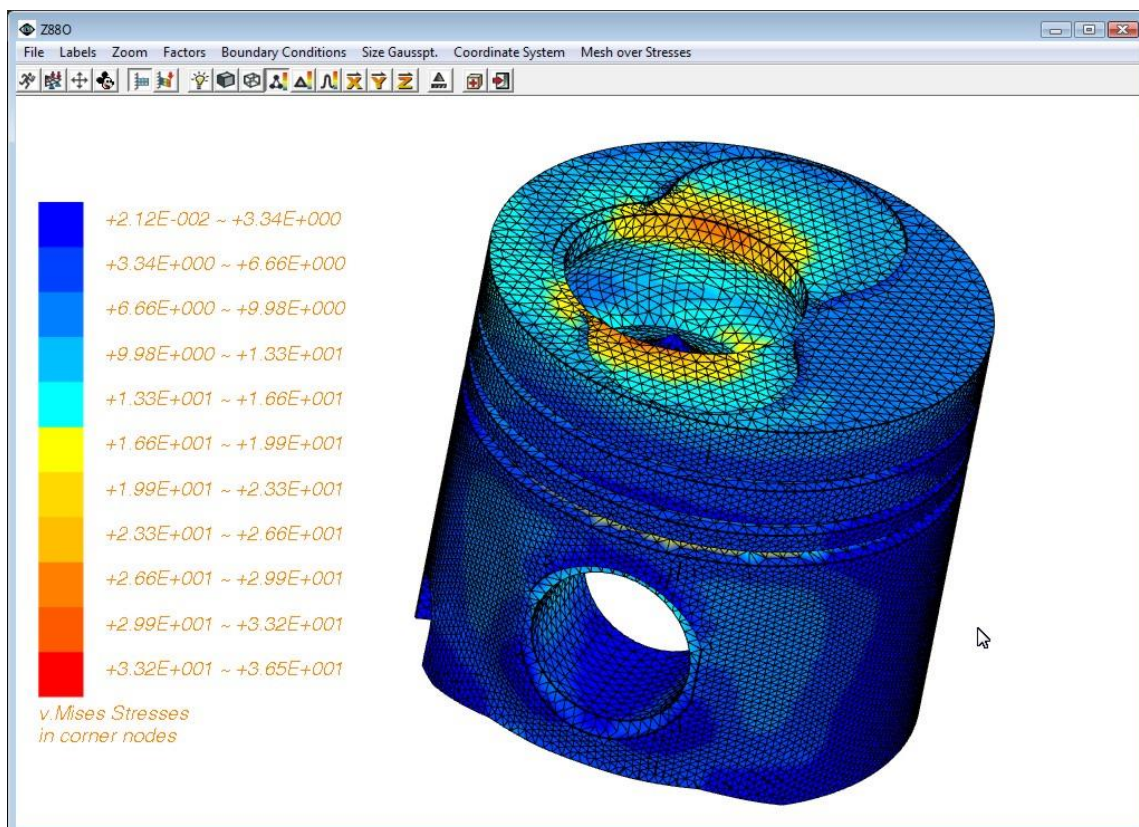 Z88O
File Labels Zoom Factors Boundary Conditions Size Gausspt. Coordinate System Mesh over Stresses
X Y Z
+2.12E-002 ~ +3.34E+000
+3.34E+000 ~ +6.66E+000
+6.66E+000 ~ +9.98E+000
+9.98E+000 ~ +1.33E+001
+1.33E+001 ~ +1.66E+001
+1.66E+001 ~ +1.99E+001
+1.99E+001 ~ +2.33E+001
+2.33E+001 ~ +2.66E+001
+2.66E+001 ~ +2.99E+001
+2.99E+001 ~ +3.32E+001
+3.32E+001 ~ +3.65E+001
v.Mises Stresses
in corner nodes